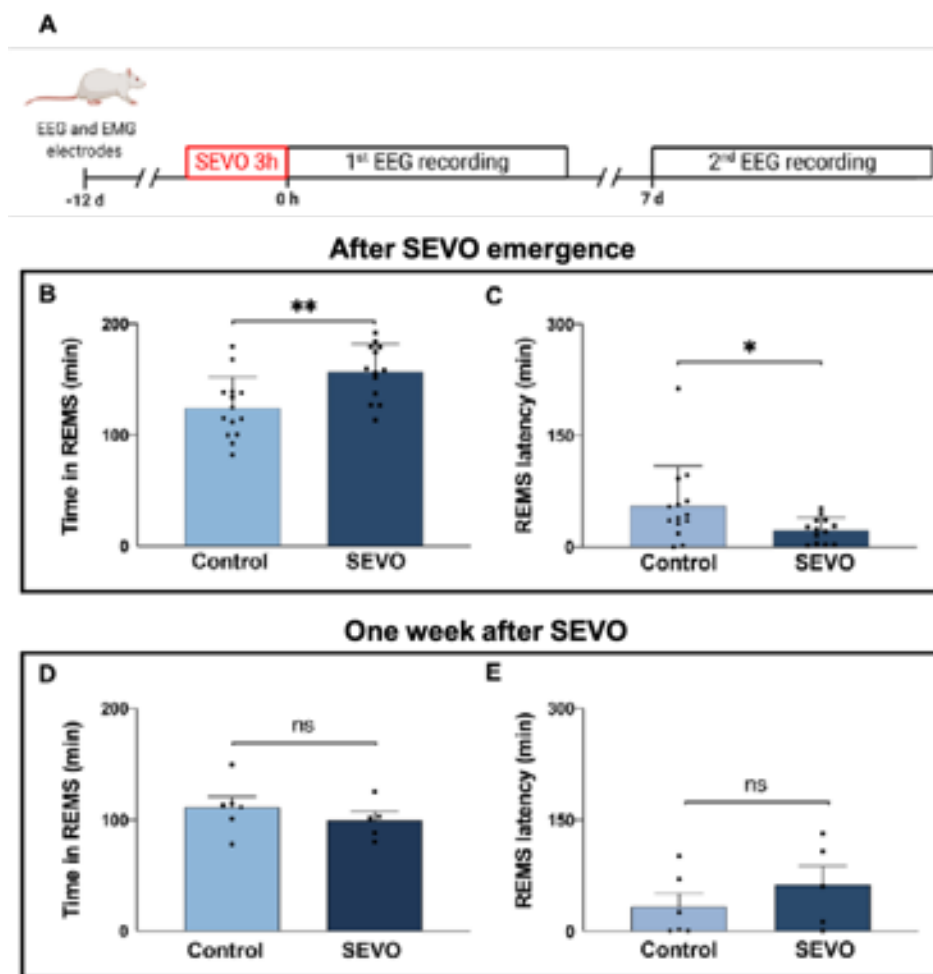 A
EEG and EMG
electrodes
SEVO 3h
1st EEG recording
2nd EEG recording
-12 d
0 h
7 d
After SEVO emergence
B
C
Time in REMS (min)
200
100
0
**
Control
SEVO
REMS latency (min)
300
150
0
*
Control
SEVO
One week after SEVO
D
E
Time in REMS (min)
200
100
0
ns
Control
SEVO
REMS latency (min)
300
150
0
ns
Control
SEVO